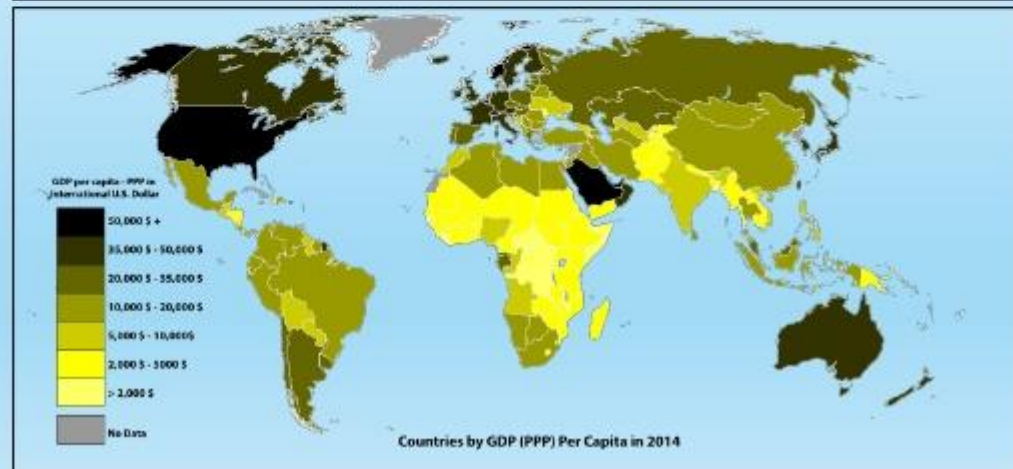 GDP per capita - PPP in
International U.S. Dollar
50,000 $ +
35,000 $ - 50,000 $
20,000 $ - 35,000 $
10,000 $ - 20,000 $
5,000 $ - 10,000$
2,000 $ - 5000 $
> 2,000 $
No Data
Countries by GDP (PPP) Per Capita in 2014